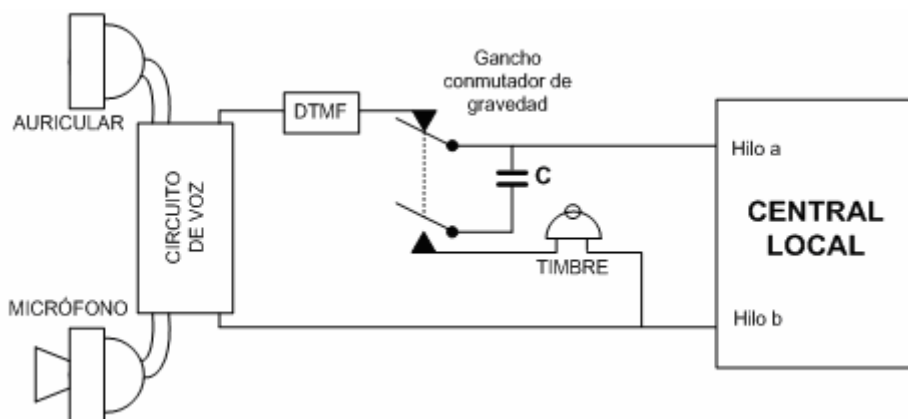 AURICULAR
CIRCUITO
DE VOZ
MICRÓFONO
DTMF
Gancho
conmutador de
gravedad
C
TIMBRE
Hilo a
CENTRAL
LOCAL
Hilo b